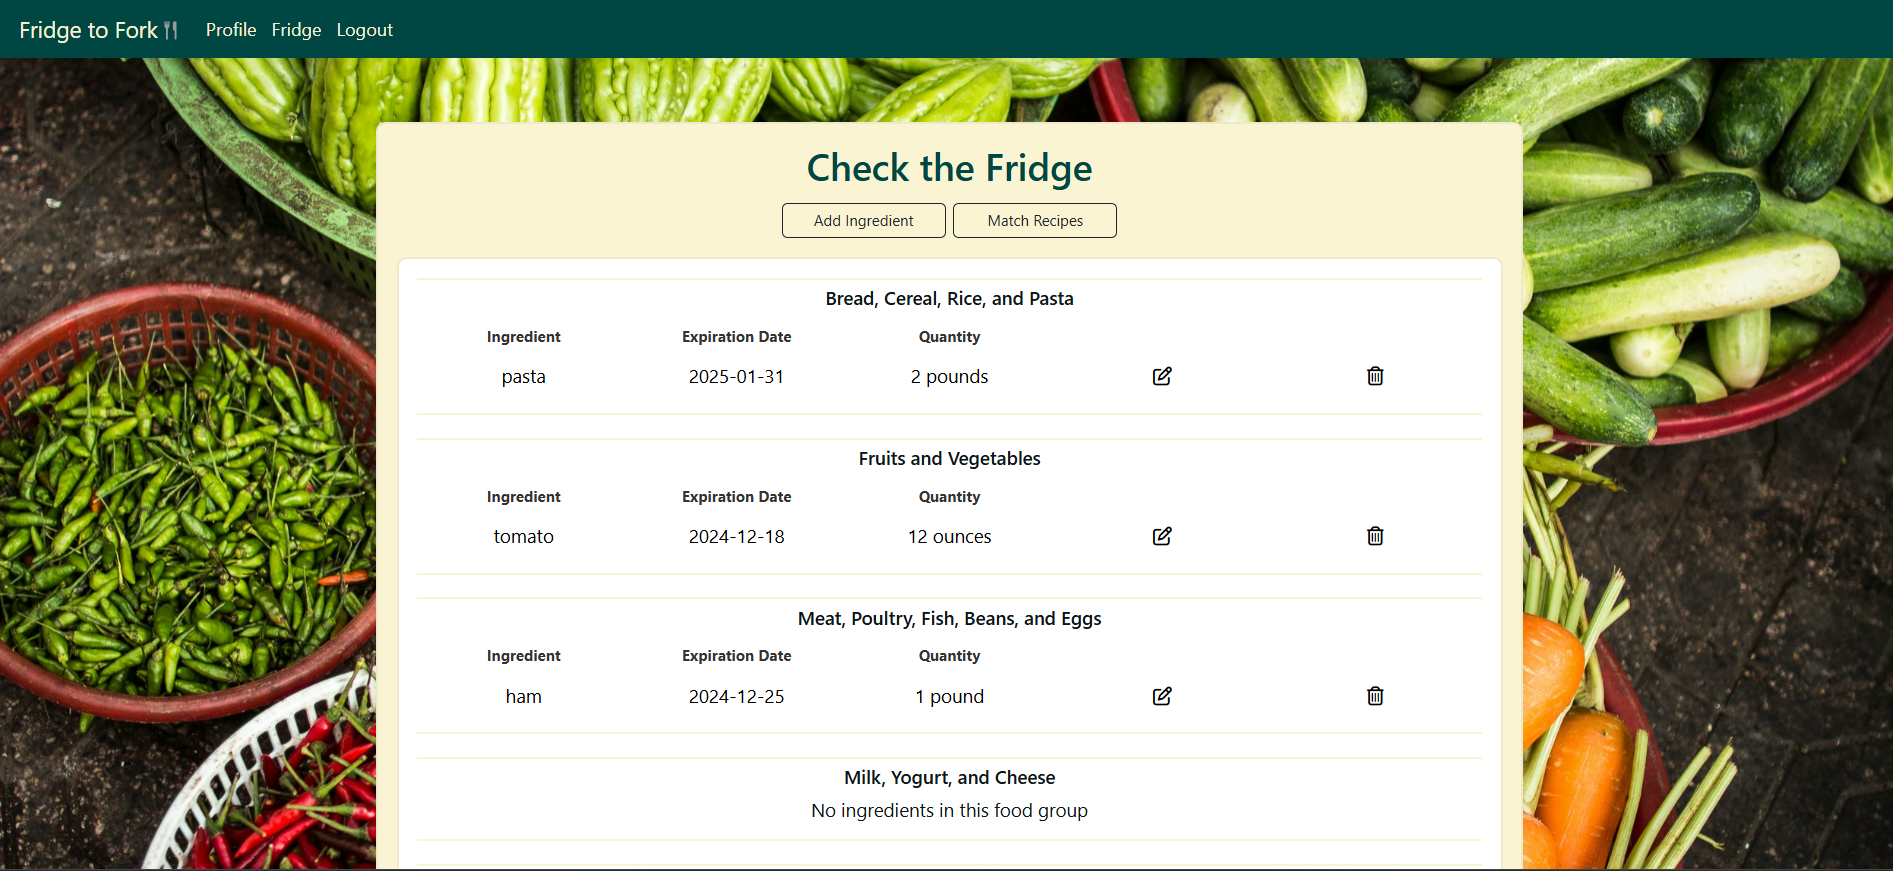 Fridge to Fork Profile Fridge Logout
Check the Fridge
Add Ingredient Match Recipes
Bread, Cereal, Rice, and Pasta
Ingredient Expiration Date Quantity
pasta 2025-01-31 2 pounds
Fruits and Vegetables
Ingredient Expiration Date Quantity
tomato 2024-12-18 12 ounces
Meat, Poultry, Fish, Beans, and Eggs
Ingredient Expiration Date Quantity
ham 2024-12-25 1 pound
Milk, Yogurt, and Cheese
No ingredients in this food group